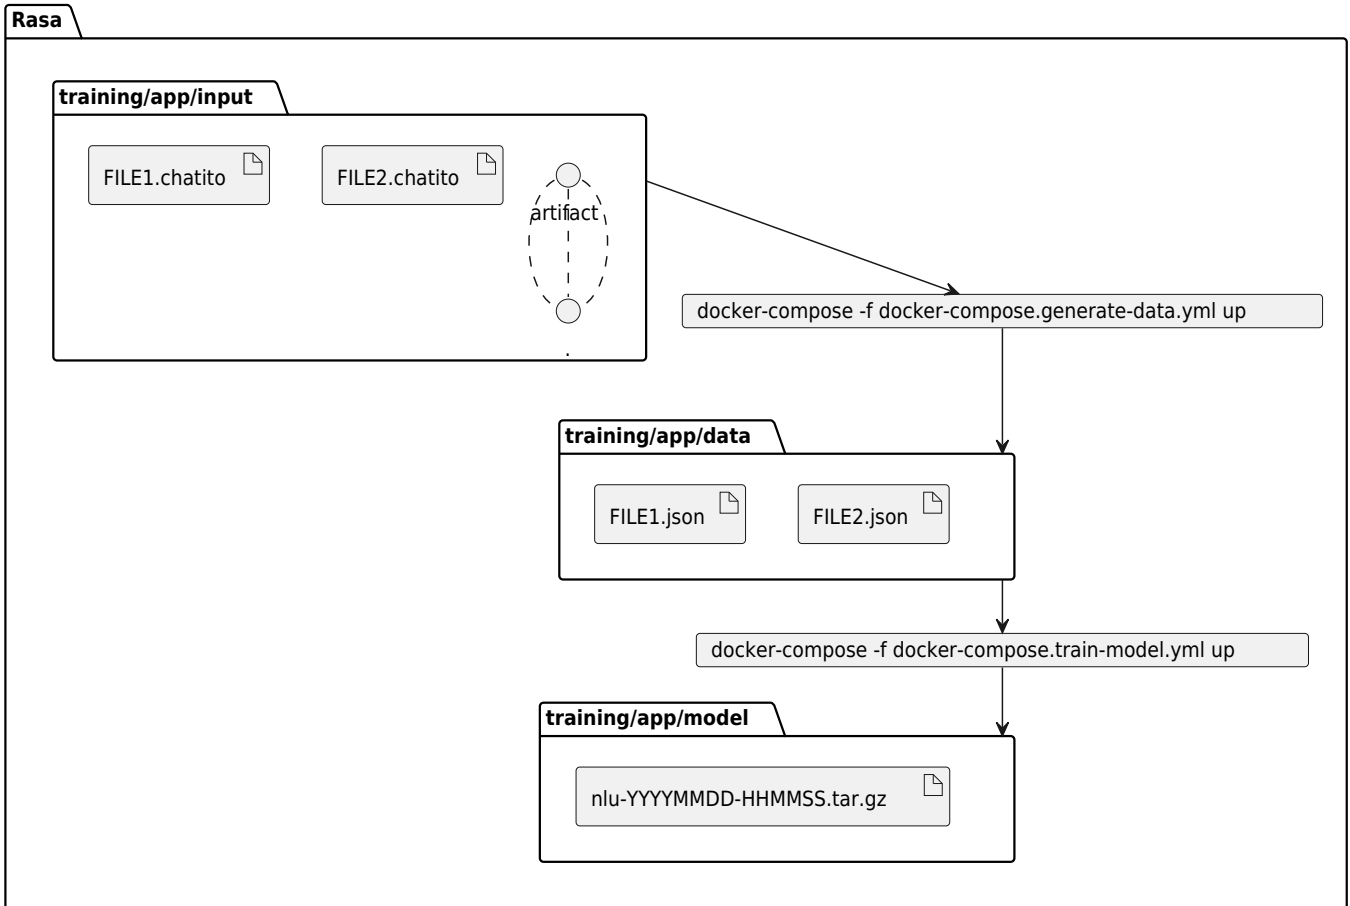 Rasa
training/app/input
FILE1.chatito
FILE2.chatito
artifact
.
docker-compose -f docker-compose.generate-data.yml up
training/app/data
FILE1.json
FILE2.json
docker-compose -f docker-compose.train-model.yml up
training/app/model
nlu-YYYYMMDD-HHMMSS.tar.gz